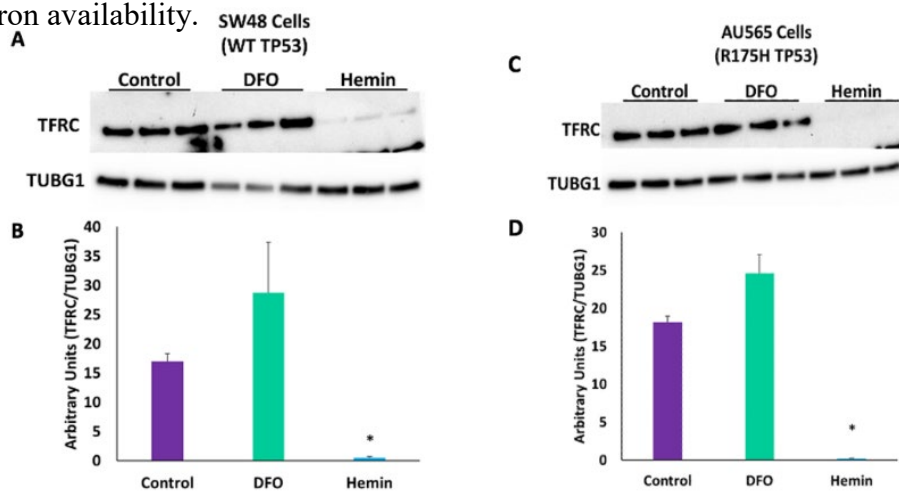 ron availability.
A
SW48 Cells
(WT TP53)
Control DFO Hemin
TFRC
TUBG1
B
Arbitrary Units (TFRC/TUBG1)
40
35
30
25
20
15
10
5
0
*
Control DFO Hemin
C
AU565 Cells
(R175H TP53)
Control DFO Hemin
TFRC
TUBG1
D
Arbitrary Units (TFRC/TUBG1)
30
25
20
15
10
5
0
*
Control DFO Hemin